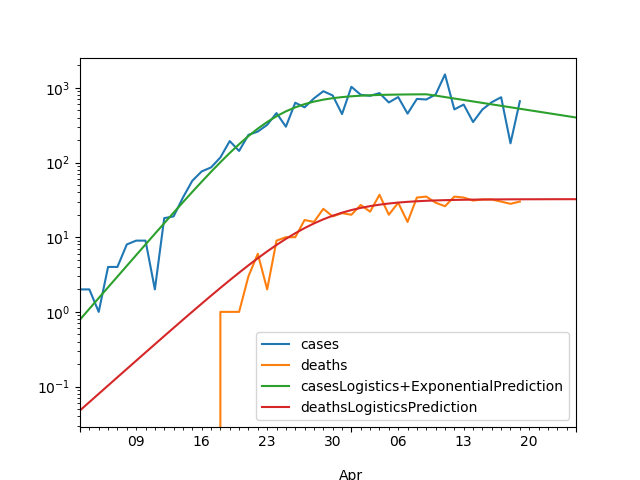 10³
10²
10¹
10⁰
10⁻¹
cases
deaths
casesLogistics+ExponentialPrediction
deathsLogisticsPrediction
09 16 23 30 06 13 20
Apr